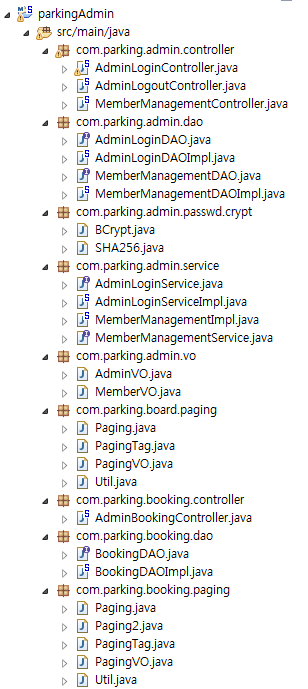 parkingAdmin
src/main/java
com.parking.admin.controller
AdminLoginController.java
AdminLogoutController.java
MemberManagementController.java
com.parking.admin.dao
AdminLoginDAO.java
AdminLoginDAOImpl.java
MemberManagementDAO.java
MemberManagementDAOImpl.java
com.parking.admin.passwd.crypt
BCrypt.java
SHA256.java
com.parking.admin.service
AdminLoginService.java
AdminLoginServiceImpl.java
MemberManagementImpl.java
MemberManagementService.java
com.parking.admin.vo
AdminVO.java
MemberVO.java
com.parking.board.paging
Paging.java
PagingTag.java
PagingVO.java
Util.java
com.parking.booking.controller
AdminBookingController.java
com.parking.booking.dao
BookingDAO.java
BookingDAOImpl.java
com.parking.booking.paging
Paging.java
Paging2.java
PagingTag.java
PagingVO.java
Util.java